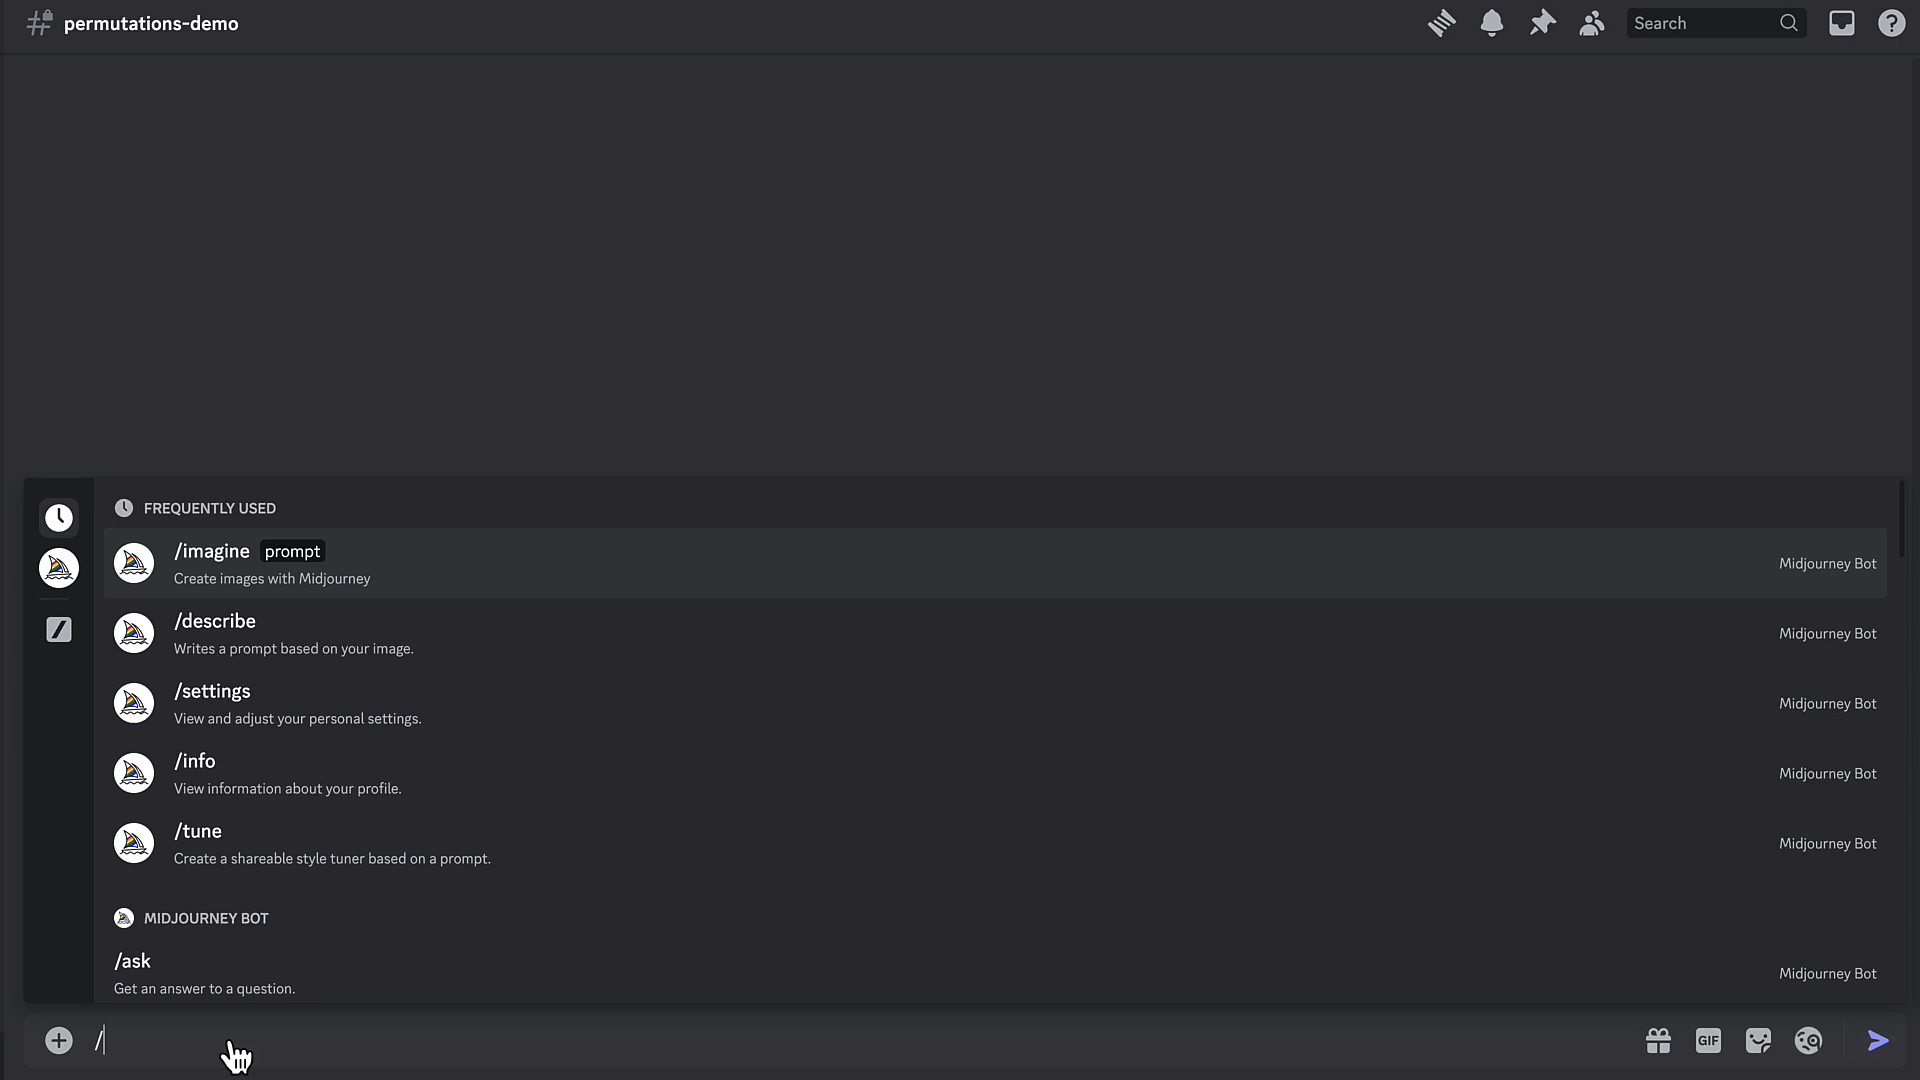 permutations-demo
Search
FREQUENTLY USED
/imagine prompt
Create images with Midjourney
Midjourney Bot
/describe
Writes a prompt based on your image.
Midjourney Bot
/settings
View and adjust your personal settings.
Midjourney Bot
/info
View information about your profile.
Midjourney Bot
/tune
Create a shareable style tuner based on a prompt.
Midjourney Bot
MIDJOURNEY BOT
/ask
Get an answer to a question.
Midjourney Bot
/
GIF